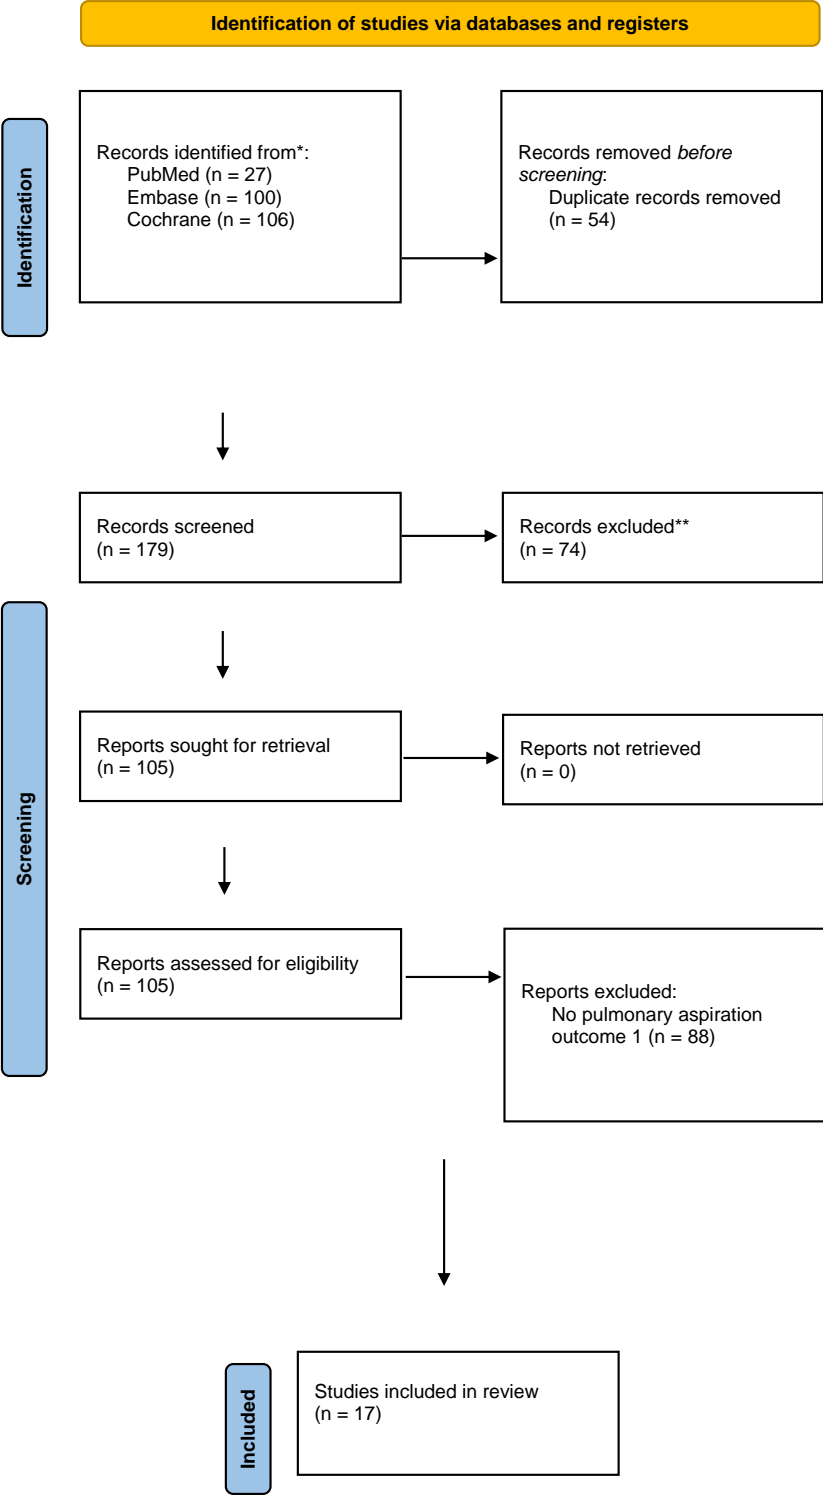 Identification of studies via databases and registers
Identification
Records identified from*:
PubMed (n = 27)
Embase (n = 100)
Cochrane (n = 106)
Records removed before
screening:
Duplicate records removed
(n = 54)
Records screened
(n = 179)
Records excluded**
(n = 74)
Screening
Reports sought for retrieval
(n = 105)
Reports not retrieved
(n = 0)
Reports assessed for eligibility
(n = 105)
Reports excluded:
No pulmonary aspiration
outcome 1 (n = 88)
Included
Studies included in review
(n = 17)